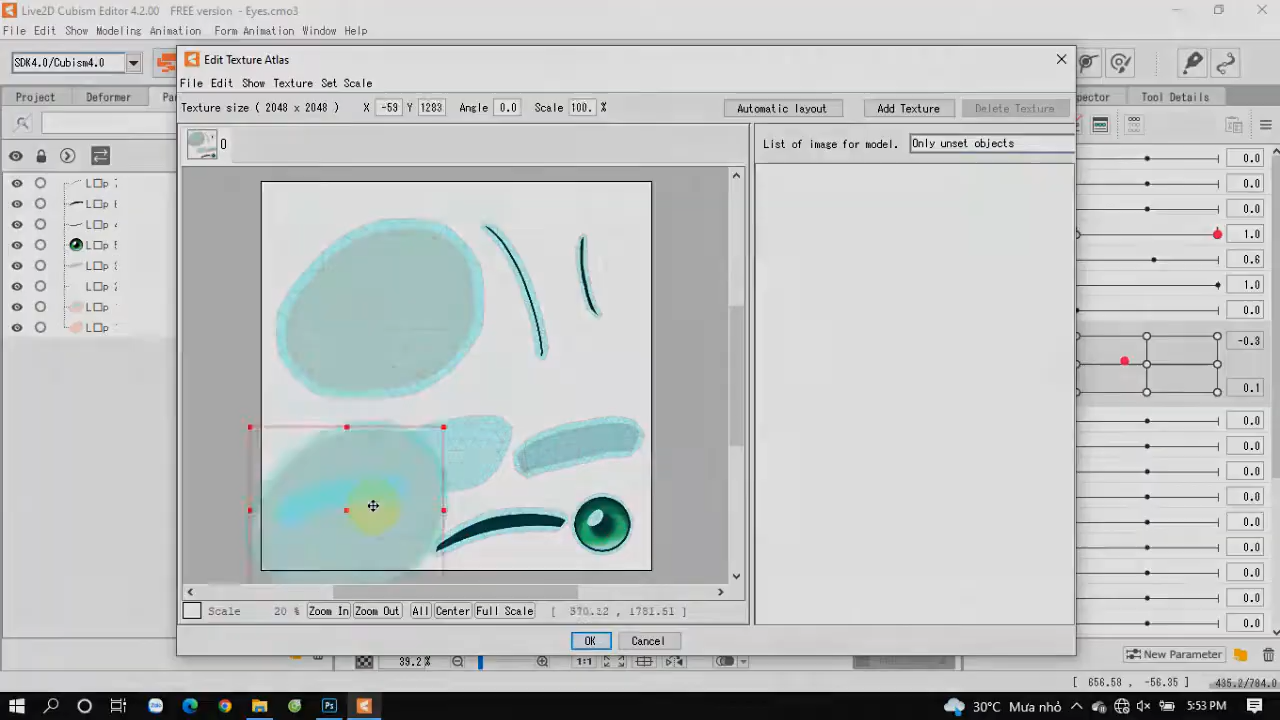 Live2D Cubism Editor 4.2.00 FREE version - Eyes.cmo3
File Edit Show Modeling Animation Form Animation Window Help
SDK4.0/Cubism4.0
Edit Texture Atlas
File Edit Show Texture Set Scale
Texture size ( 2048 x 2048 ) X -59 Y 1283 Angle 0.0 Scale 100. %
Automatic layout
Add Texture
Delete Texture
Project
Deformer
Tool Details
0
List of image for model.
Only unset objects
0.0
0.0
0.0
1.0
0.6
1.0
0.0
-0.3
0.1
0.0
0.0
0.0
0.0
0.0
0.0
0.0
0.0
0.0
Scale 20 % Zoom In Zoom Out All Center Full Scale [ 370.12 , 1781.51 ]
OK
Cancel
39.2%
1:1
New Parameter
[ 656.58 , -56.35 ]
435.2/784.0
30°C Mưa nhỏ
5:53 PM